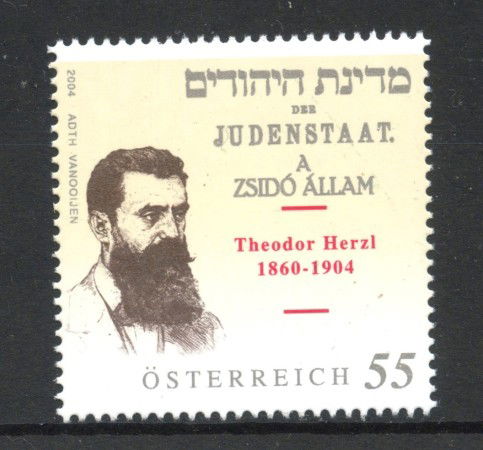 מדינת היהודים
DER
JUDENSTAAT.
A
ZSIDÓ ÁLLAM
Theodor Herzl
1860-1904
2004 ADTH VANOOIJEN
ÖSTERREICH 55